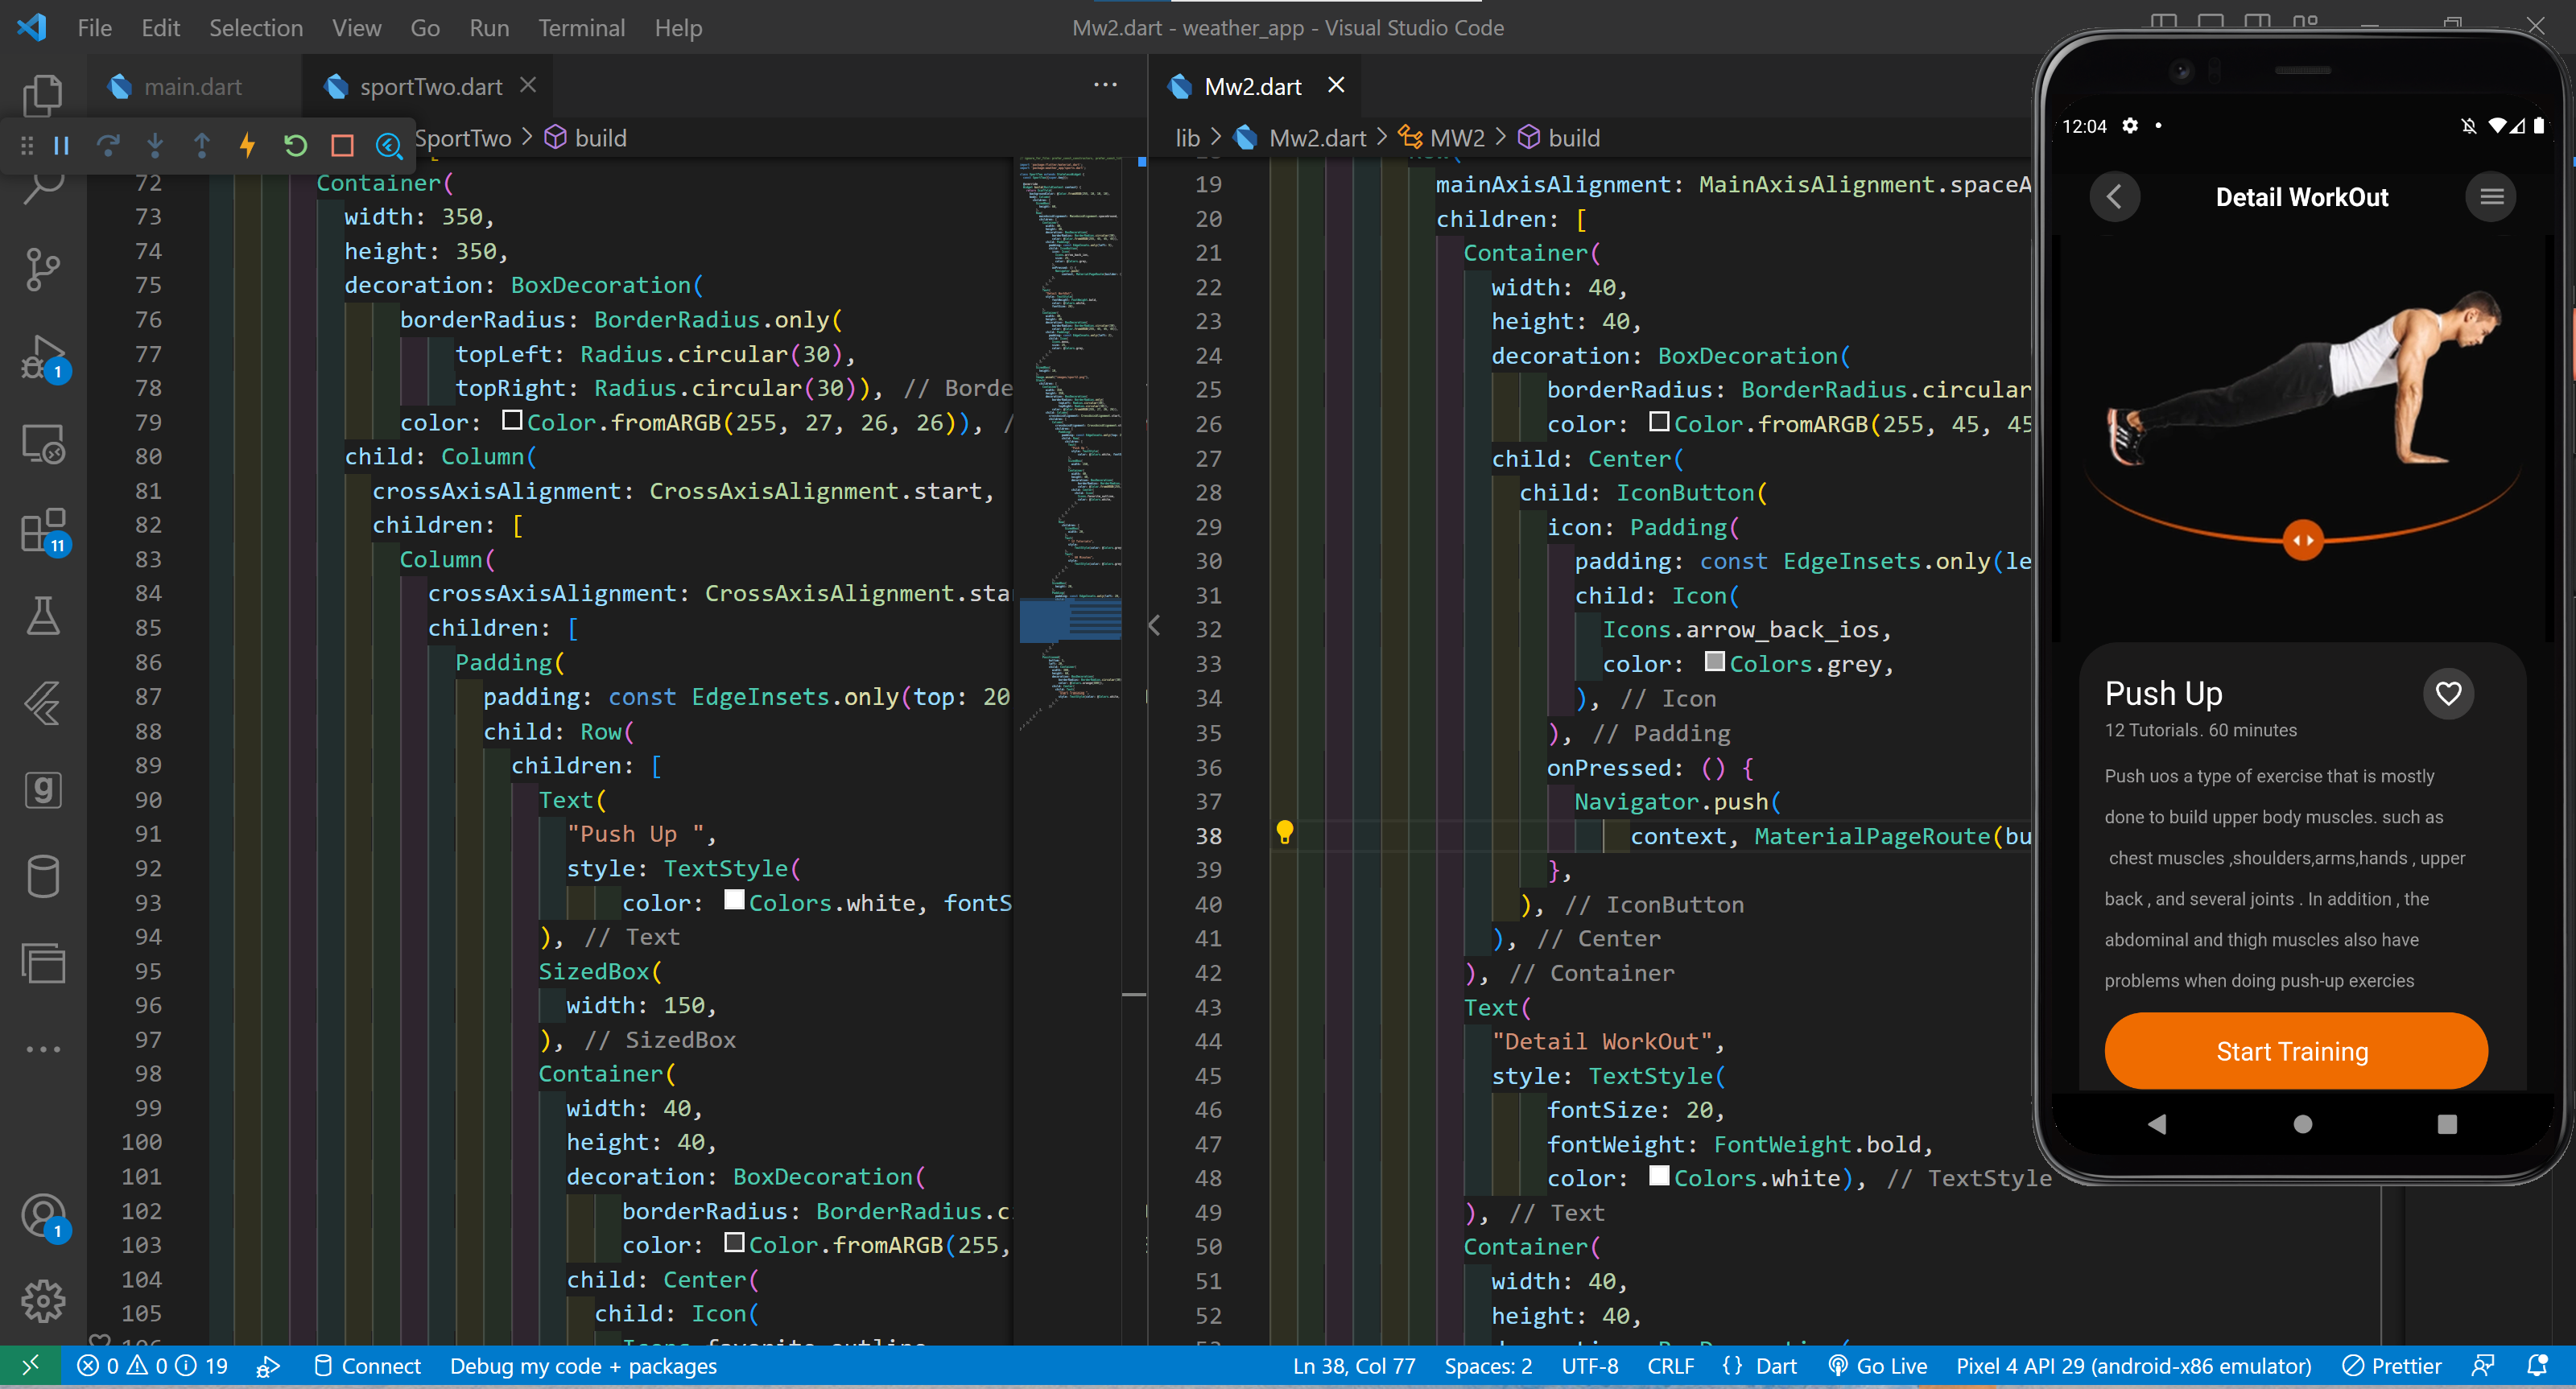 File Edit Selection View Go Run Terminal Help
Mw2.dart - weather_app - Visual Studio Code
main.dart
sportTwo.dart
SportTwo > build
72 Container(
73 width: 350,
74 height: 350,
75 decoration: BoxDecoration(
76 borderRadius: BorderRadius.only(
77 topLeft: Radius.circular(30),
78 topRight: Radius.circular(30)), // Borde
79 color: Color.fromARGB(255, 27, 26, 26)), /
80 child: Column(
81 crossAxisAlignment: CrossAxisAlignment.start,
82 children: [
83 Column(
84 crossAxisAlignment: CrossAxisAlignment.sta
85 children: [
86 Padding(
87 padding: const EdgeInsets.only(top: 20
88 child: Row(
89 children: [
90 Text(
91 "Push Up ",
92 style: TextStyle(
93 color: Colors.white, fontS
94 ), // Text
95 SizedBox(
96 width: 150,
97 ), // SizedBox
98 Container(
99 width: 40,
100 height: 40,
101 decoration: BoxDecoration(
102 borderRadius: BorderRadius.c
103 color: Color.fromARGB(255,
104 child: Center(
105 child: Icon(
Mw2.dart
lib > Mw2.dart > MW2 > build
19 mainAxisAlignment: MainAxisAlignment.spaceA
20 children: [
21 Container(
22 width: 40,
23 height: 40,
24 decoration: BoxDecoration(
25 borderRadius: BorderRadius.circular
26 color: Color.fromARGB(255, 45, 45
27 child: Center(
28 child: IconButton(
29 icon: Padding(
30 padding: const EdgeInsets.only(le
31 child: Icon(
32 Icons.arrow_back_ios,
33 color: Colors.grey,
34 ), // Icon
35 ), // Padding
36 onPressed: () {
37 Navigator.push(
38 context, MaterialPageRoute(bu
39 },
40 ), // IconButton
41 ), // Center
42 ), // Container
43 Text(
44 "Detail WorkOut",
45 style: TextStyle(
46 fontSize: 20,
47 fontWeight: FontWeight.bold,
48 color: Colors.white), // TextStyle
49 ), // Text
50 Container(
51 width: 40,
52 height: 40,
12:04
Detail WorkOut
Push Up
12 Tutorials. 60 minutes
Push uos a type of exercise that is mostly
done to build upper body muscles. such as
chest muscles ,shoulders,arms,hands , upper
back , and several joints . In addition , the
abdominal and thigh muscles also have
problems when doing push-up exercies
Start Training
1
11
g
1
0 0 19 Connect Debug my code + packages
Ln 38, Col 77 Spaces: 2 UTF-8 CRLF {} Dart Go Live Pixel 4 API 29 (android-x86 emulator) Prettier